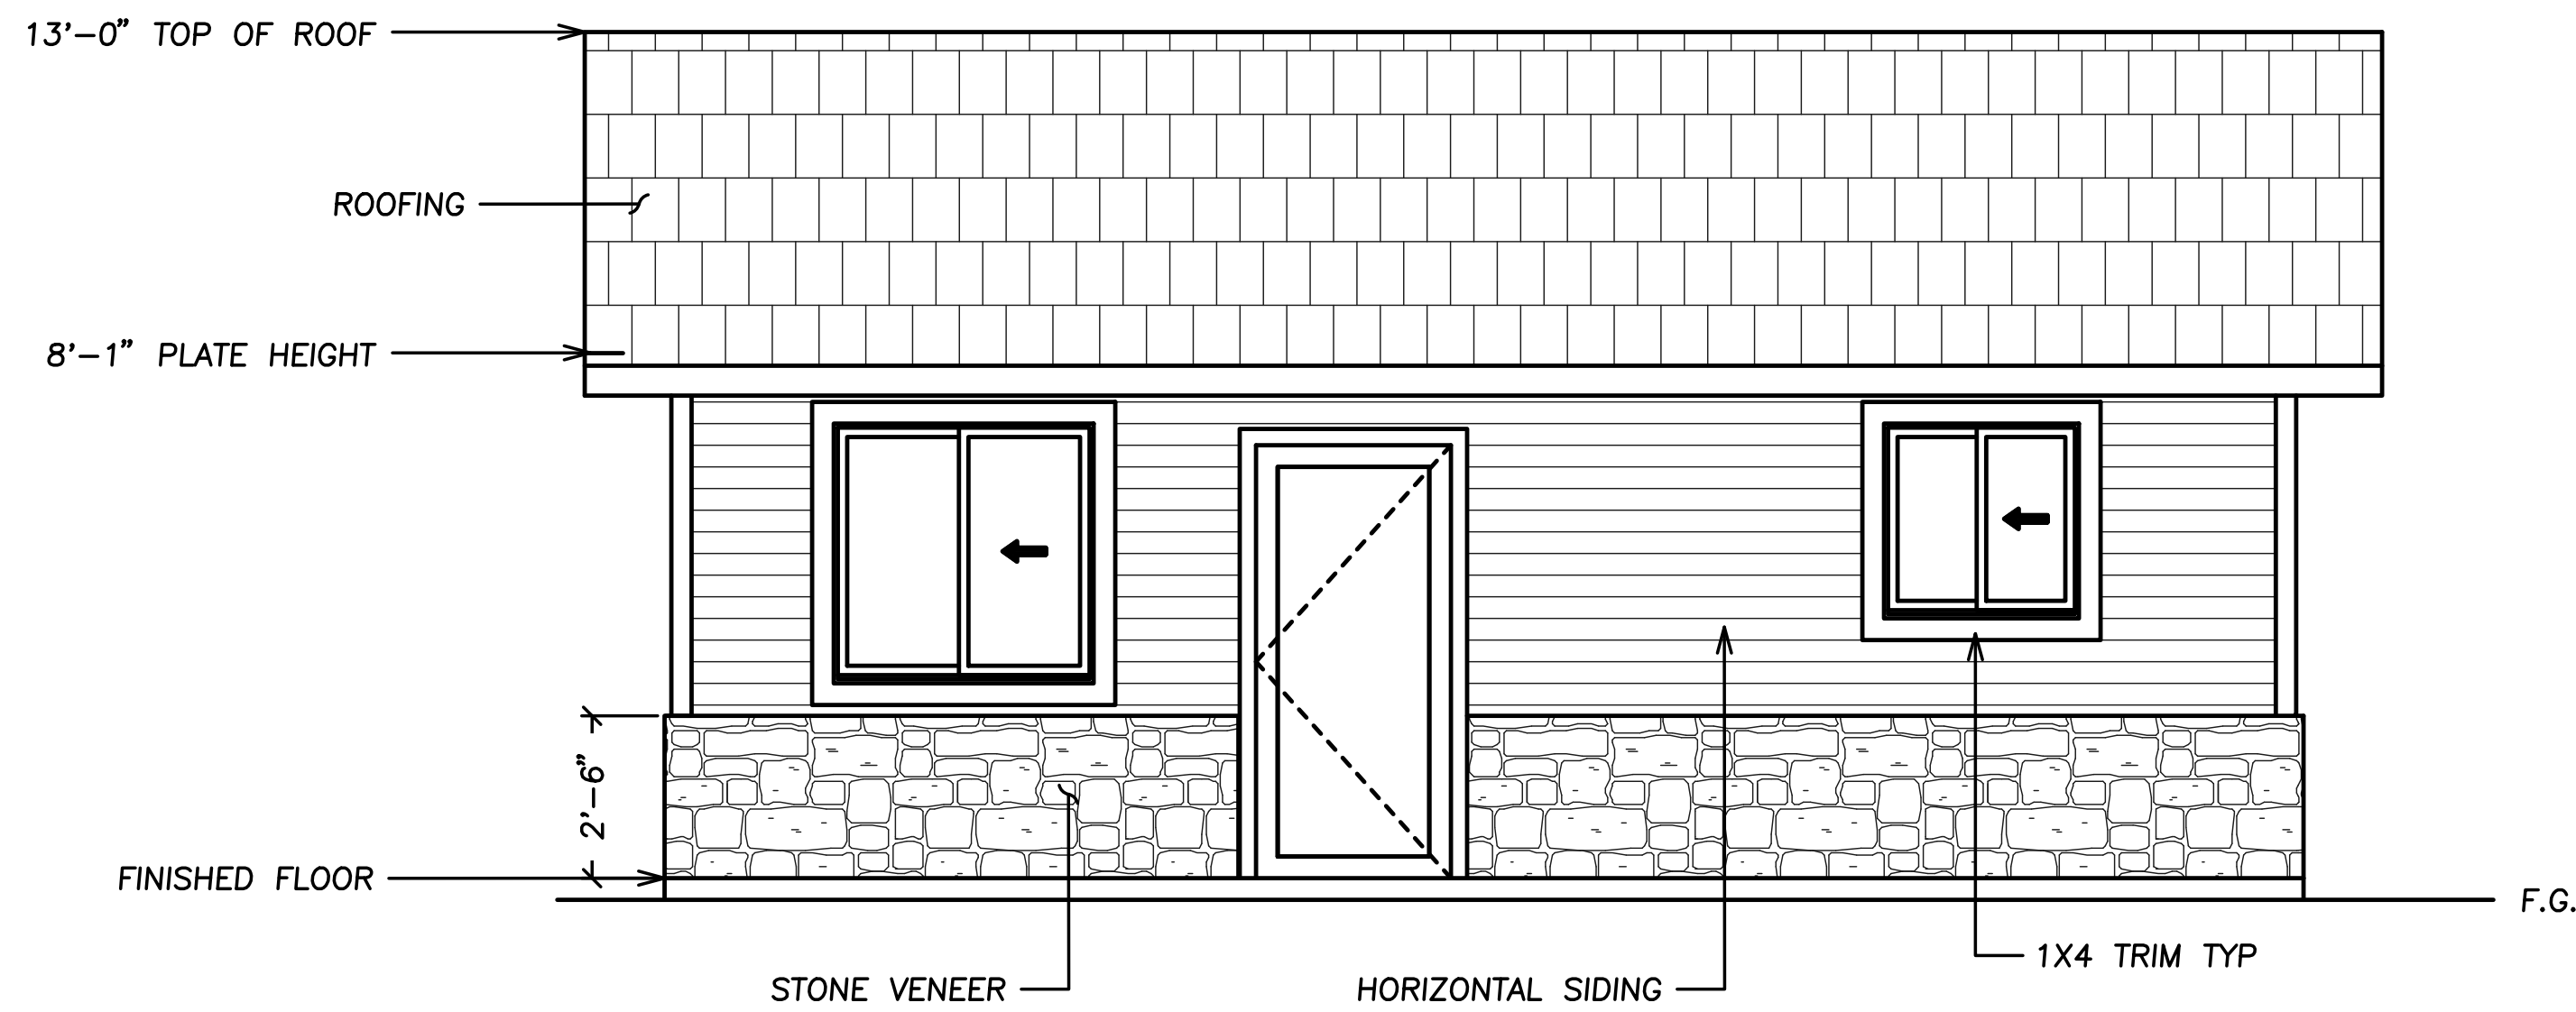 13'-0" TOP OF ROOF
ROOFING
8'-1" PLATE HEIGHT
2'-6"
FINISHED FLOOR
F.G.
1X4 TRIM TYP
STONE VENEER
HORIZONTAL SIDING